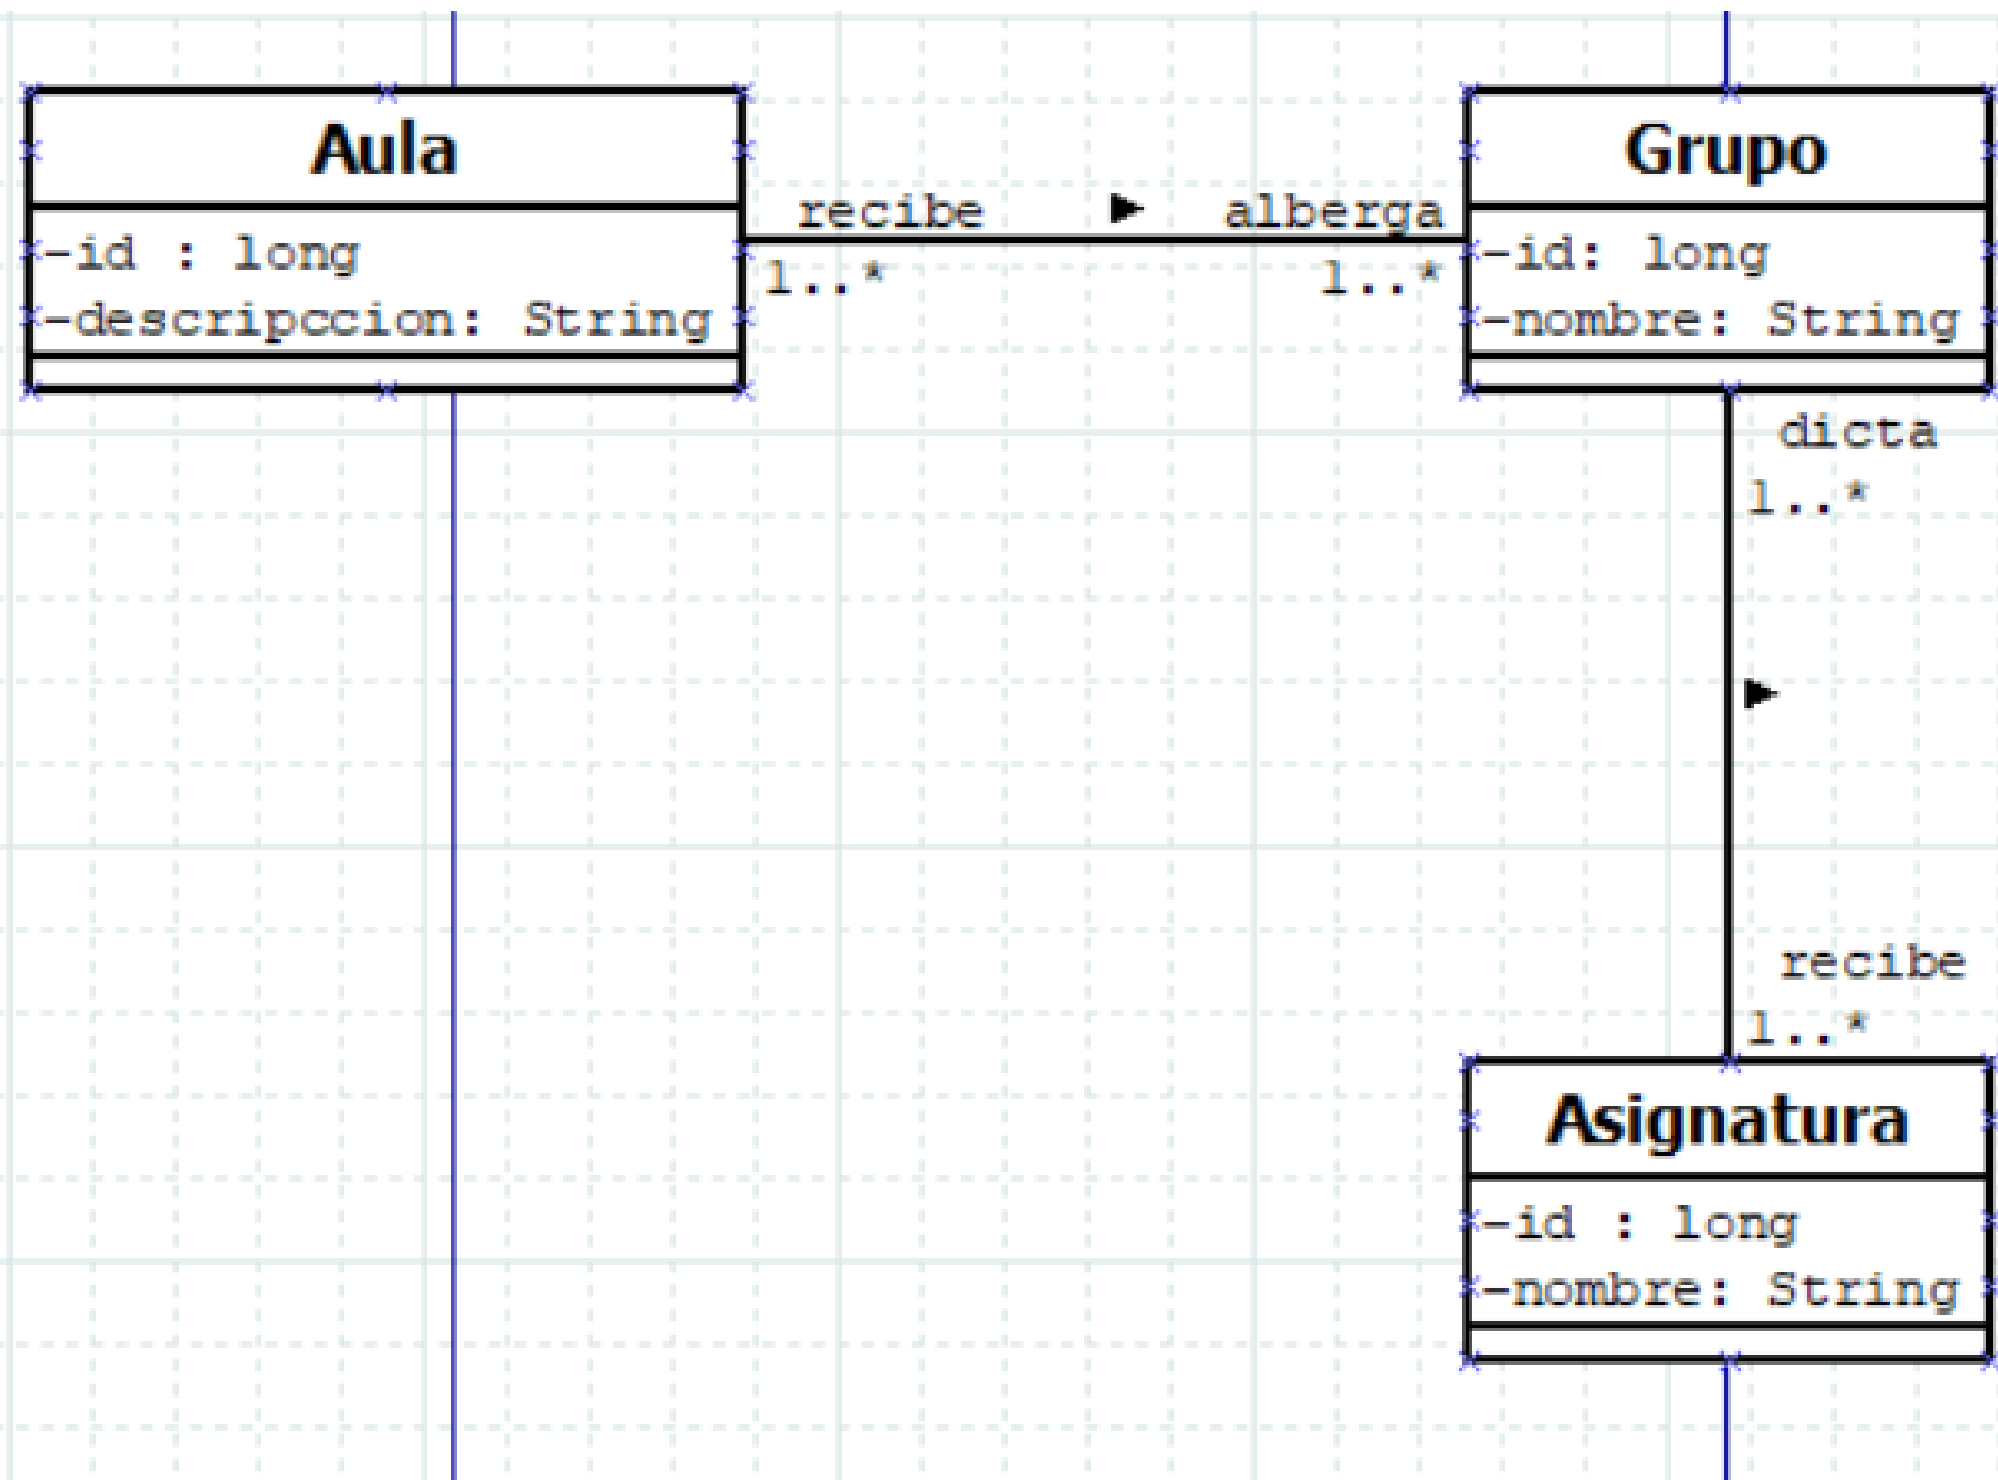 Aula
-id : long
-descripccion: String
recibe ► alberga
1..* 1..*
Grupo
-id: long
-nombre: String
dicta
1..*
►
recibe
1..*
Asignatura
-id : long
-nombre: String